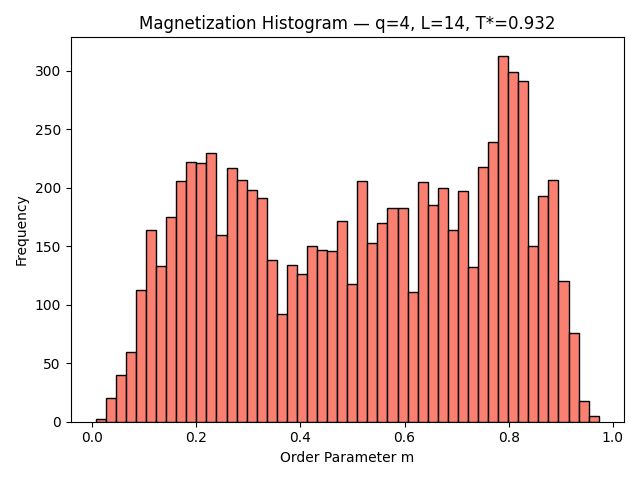 Magnetization Histogram — q=4, L=14, T*=0.932
Frequency
300
250
200
150
100
50
0
0.0 0.2 0.4 0.6 0.8 1.0
Order Parameter m